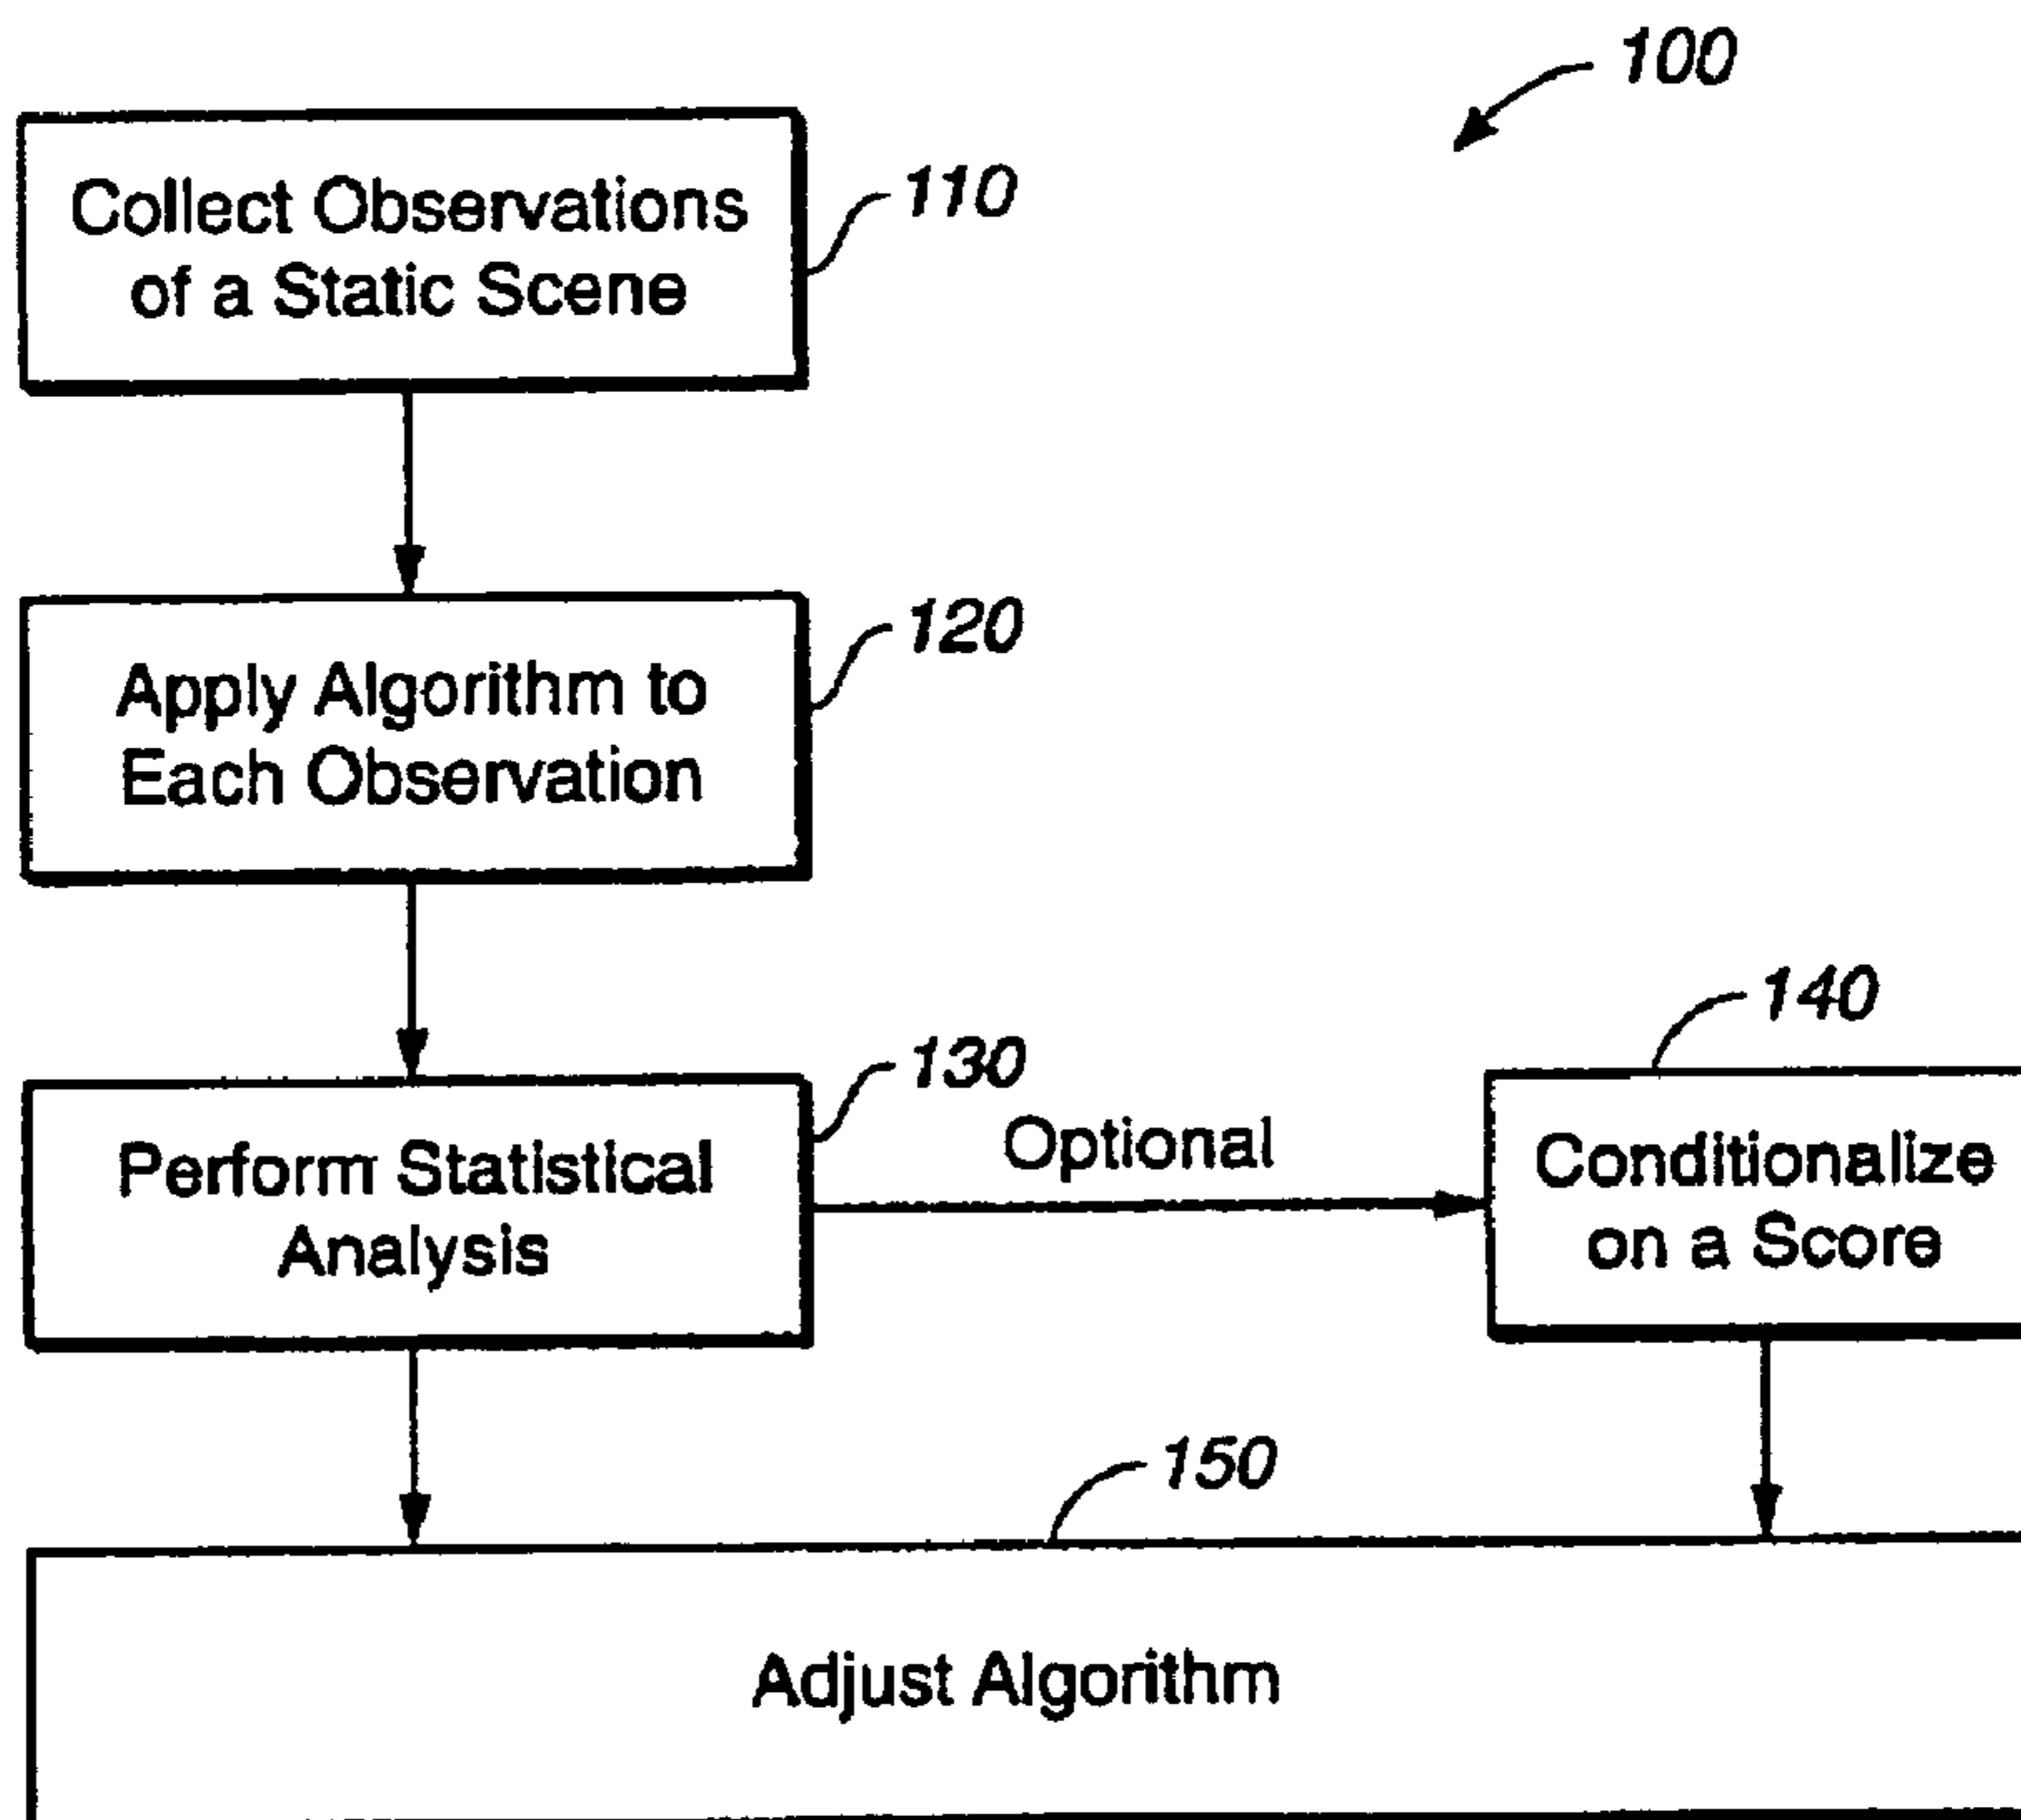 100
Collect Observations
of a Static Scene
110
Apply Algorithm to
Each Observation
120
Perform Statistical
Analysis
130
Optional
140
Conditionalize
on a Score
150
Adjust Algorithm